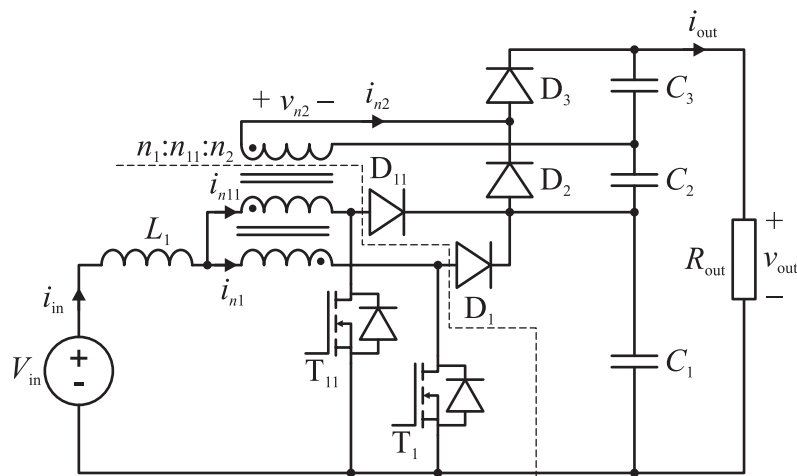 i_out
D_3
C_3
+ v_n2 −
i_n2
n_1:n_11:n_2
D_11
D_2
C_2
i_n11
L_1
i_n1
D_1
R_out
+
v_out
−
i_in
V_in
+
-
T_11
T_1
C_1